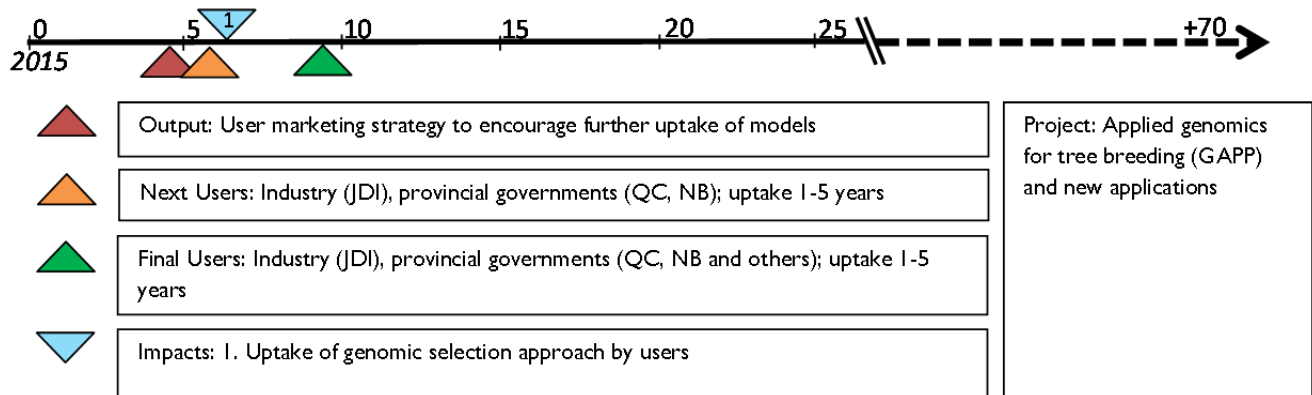 0 5 1 10 15 20 25 +70
2015
Output: User marketing strategy to encourage further uptake of models
Next Users: Industry (JDI), provincial governments (QC, NB); uptake 1-5 years
Final Users: Industry (JDI), provincial governments (QC, NB and others); uptake 1-5
years
Impacts: 1. Uptake of genomic selection approach by users
Project: Applied genomics
for tree breeding (GAPP)
and new applications